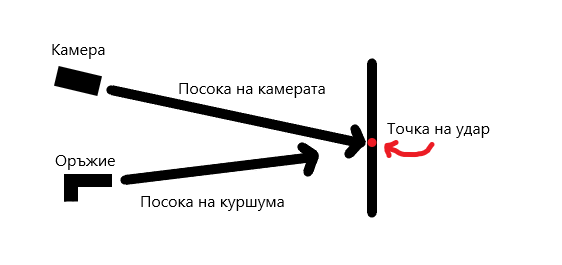 Камера
Посока на камерата
Точка на удар
Оръжие
Посока на куршума